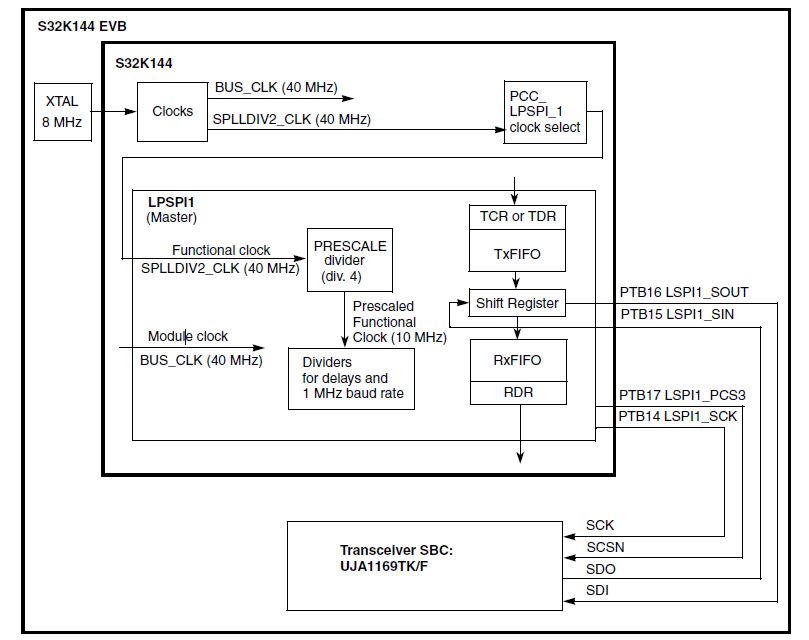 S32K144 EVB
S32K144
XTAL
8 MHz
Clocks
BUS_CLK (40 MHz)
SPLLDIV2_CLK (40 MHz)
PCC_
LPSPI_1
clock select
LPSPI1
(Master)
Functional clock
SPLLDIV2_CLK (40 MHz)
PRESCALE
divider
(div. 4)
Prescaled
Functional
Clock (10 MHz)
Module clock
BUS_CLK (40 MHz)
Dividers
for delays and
1 MHz baud rate
TCR or TDR
TxFIFO
Shift Register
RxFIFO
RDR
PTB16 LSPI1_SOUT
PTB15 LSPI1_SIN
PTB17 LSPI1_PCS3
PTB14 LSPI1_SCK
Transceiver SBC:
UJA1169TK/F
SCK
SCSN
SDO
SDI